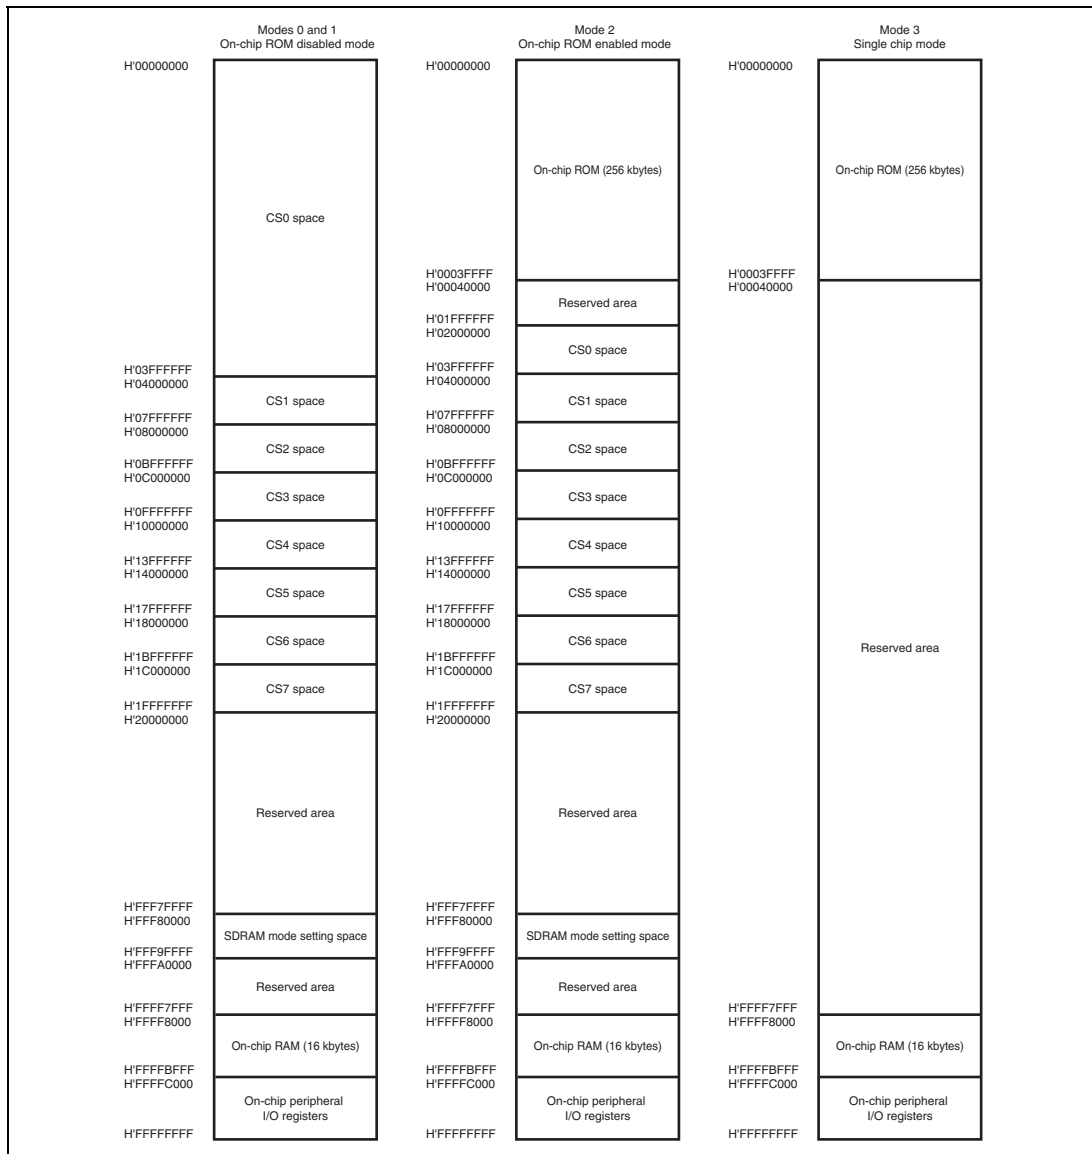 Modes 0 and 1
On-chip ROM disabled mode
H'00000000
CS0 space
H'03FFFFFF
H'04000000
CS1 space
H'07FFFFFF
H'08000000
CS2 space
H'0BFFFFFF
H'0C000000
CS3 space
H'0FFFFFFF
H'10000000
CS4 space
H'13FFFFFF
H'14000000
CS5 space
H'17FFFFFF
H'18000000
CS6 space
H'1BFFFFFF
H'1C000000
CS7 space
H'1FFFFFFF
H'20000000
Reserved area
H'FFF7FFFF
H'FFF80000
SDRAM mode setting space
H'FFF9FFFF
H'FFFA0000
Reserved area
H'FFFF7FFF
H'FFFF8000
On-chip RAM (16 kbytes)
H'FFFFBFFF
H'FFFFC000
On-chip peripheral
I/O registers
H'FFFFFFFF
Mode 2
On-chip ROM enabled mode
H'00000000
On-chip ROM (256 kbytes)
H'0003FFFF
H'00040000
Reserved area
H'01FFFFFF
H'02000000
CS0 space
H'03FFFFFF
H'04000000
CS1 space
H'07FFFFFF
H'08000000
CS2 space
H'0BFFFFFF
H'0C000000
CS3 space
H'0FFFFFFF
H'10000000
CS4 space
H'13FFFFFF
H'14000000
CS5 space
H'17FFFFFF
H'18000000
CS6 space
H'1BFFFFFF
H'1C000000
CS7 space
H'1FFFFFFF
H'20000000
Reserved area
H'FFF7FFFF
H'FFF80000
SDRAM mode setting space
H'FFF9FFFF
H'FFFA0000
Reserved area
H'FFFF7FFF
H'FFFF8000
On-chip RAM (16 kbytes)
H'FFFFBFFF
H'FFFFC000
On-chip peripheral
I/O registers
H'FFFFFFFF
Mode 3
Single chip mode
H'00000000
On-chip ROM (256 kbytes)
H'0003FFFF
H'00040000
Reserved area
H'FFFF7FFF
H'FFFF8000
On-chip RAM (16 kbytes)
H'FFFFBFFF
H'FFFFC000
On-chip peripheral
I/O registers
H'FFFFFFFF